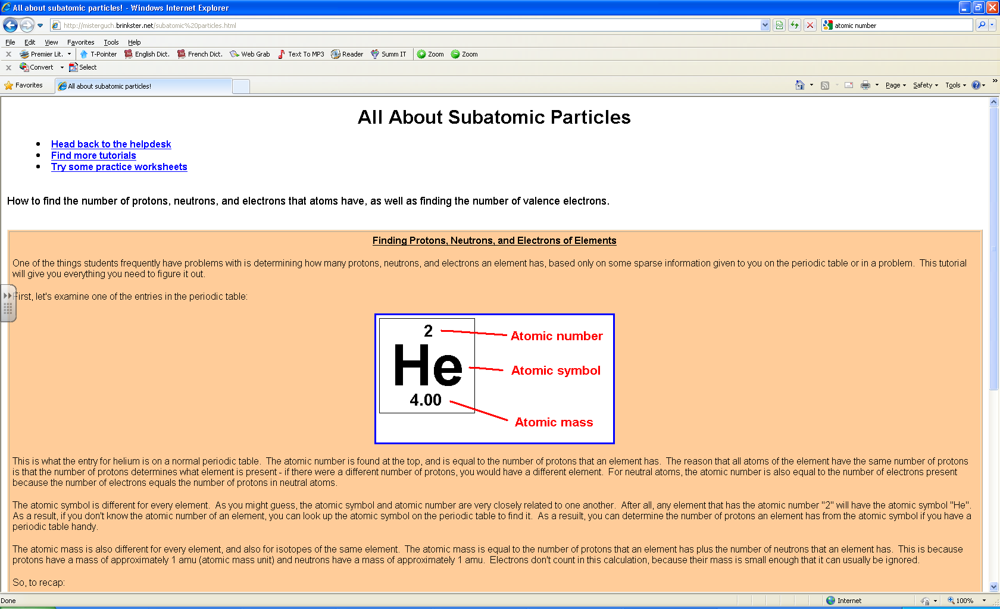 All about subatomic particles! - Windows Internet Explorer
http://misterguch.brinkster.net/subatomic%20particles.html
atomic number
File Edit View Favorites Tools Help
Premier Lit. T-Pointer English Dict. French Dict. Web Grab Text To MP3 Reader Summ IT Zoom Zoom
Convert Select
Favorites All about subatomic particles! Page Safety Tools
All About Subatomic Particles
Head back to the helpdesk
Find more tutorials
Try some practice worksheets
How to find the number of protons, neutrons, and electrons that atoms have, as well as finding the number of valence electrons.
Finding Protons, Neutrons, and Electrons of Elements
One of the things students frequently have problems with is determining how many protons, neutrons, and electrons an element has, based only on some sparse information given to you on the periodic table or in a problem. This tutorial
will give you everything you need to figure it out.
First, let's examine one of the entries in the periodic table:
2
Atomic number
He
Atomic symbol
4.00
Atomic mass
This is what the entry for helium is on a normal periodic table. The atomic number is found at the top, and is equal to the number of protons that an element has. The reason that all atoms of the element have the same number of protons
is that the number of protons determines what element is present - if there were a different number of protons, you would have a different element. For neutral atoms, the atomic number is also equal to the number of electrons present
because the number of electrons equals the number of protons in neutral atoms.
The atomic symbol is different for every element. As you might guess, the atomic symbol and atomic number are very closely related to one another. After all, any element that has the atomic number "2" will have the atomic symbol "He".
As a result, if you don't know the atomic number of an element, you can look up the atomic symbol on the periodic table to find it. As a resuilt, you can determine the number of protons an element has from the atomic symbol if you have a
periodic table handy.
The atomic mass is also different for every element, and also for isotopes of the same element. The atomic mass is equal to the number of protons that an element has plus the number of neutrons that an element has. This is because
protons have a mass of approximately 1 amu (atomic mass unit) and neutrons have a mass of approximately 1 amu. Electrons don't count in this calculation, because their mass is small enough that it can usually be ignored.
So, to recap:
Done Internet 100%